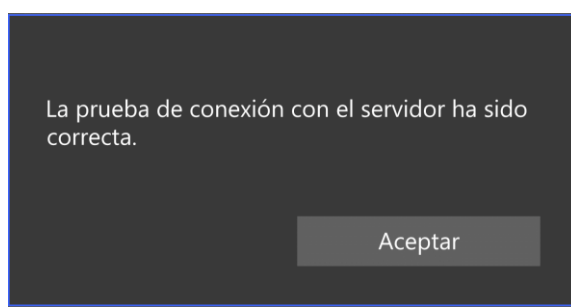 La prueba de conexión con el servidor ha sido
correcta.
Aceptar